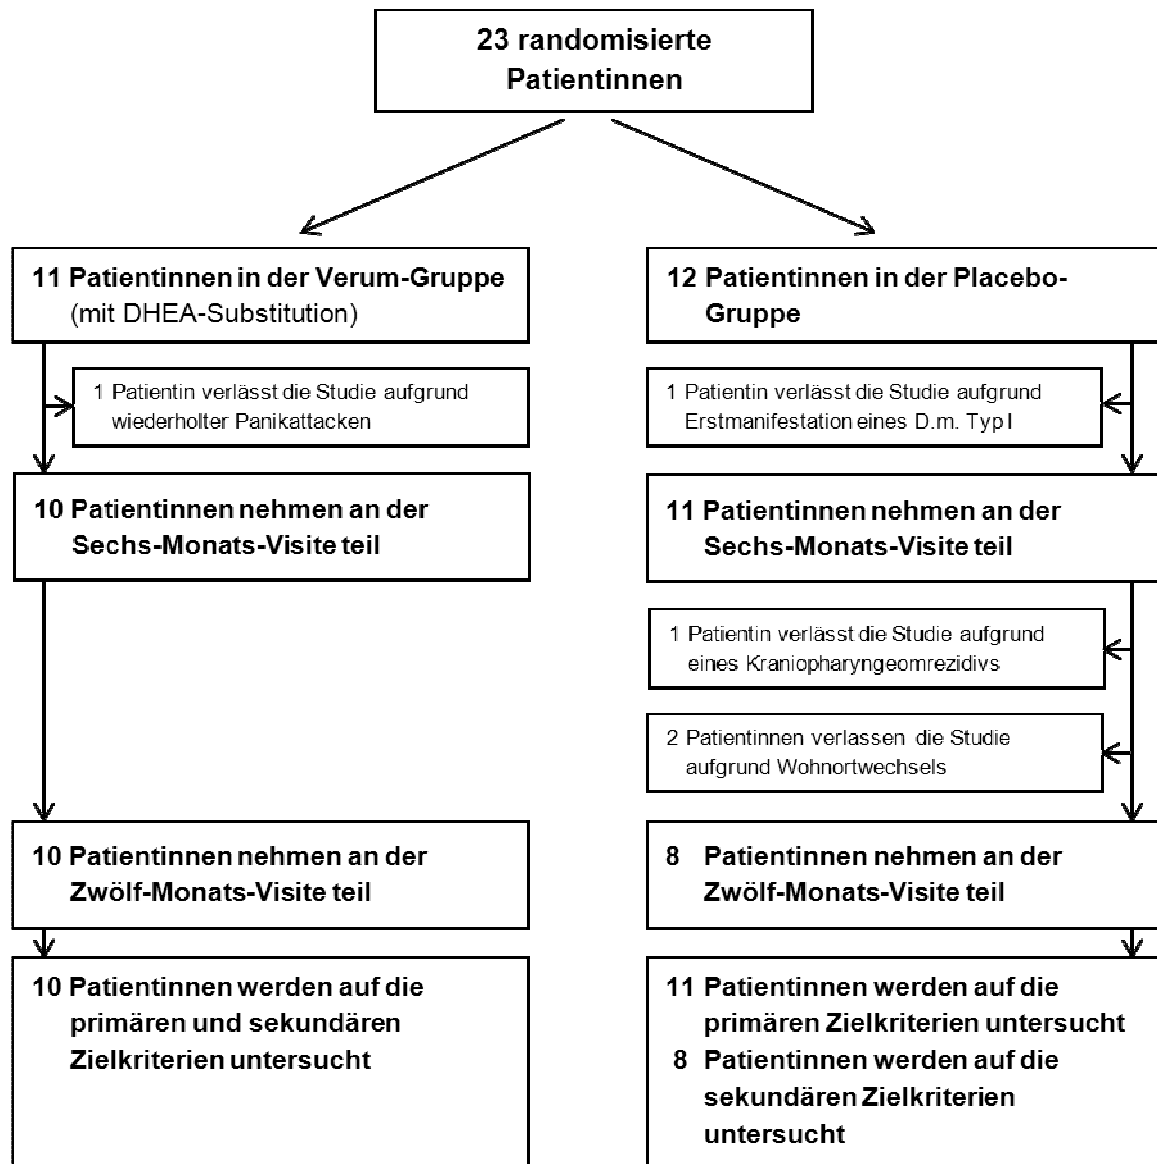 23 randomisierte
Patientinnen
11 Patientinnen in der Verum-Gruppe
(mit DHEA-Substitution)
12 Patientinnen in der Placebo-
Gruppe
1 Patientin verlässt die Studie aufgrund
wiederholter Panikattacken
1 Patientin verlässt die Studie aufgrund
Erstmanifestation eines D.m. Typ I
10 Patientinnen nehmen an der
Sechs-Monats-Visite teil
11 Patientinnen nehmen an der
Sechs-Monats-Visite teil
1 Patientin verlässt die Studie aufgrund
eines Kraniopharyngeomrezidivs
2 Patientinnen verlassen die Studie
aufgrund Wohnortwechsels
10 Patientinnen nehmen an der
Zwölf-Monats-Visite teil
8 Patientinnen nehmen an der
Zwölf-Monats-Visite teil
10 Patientinnen werden auf die
primären und sekundären
Zielkriterien untersucht
11 Patientinnen werden auf die
primären Zielkriterien untersucht
8 Patientinnen werden auf die
sekundären Zielkriterien
untersucht